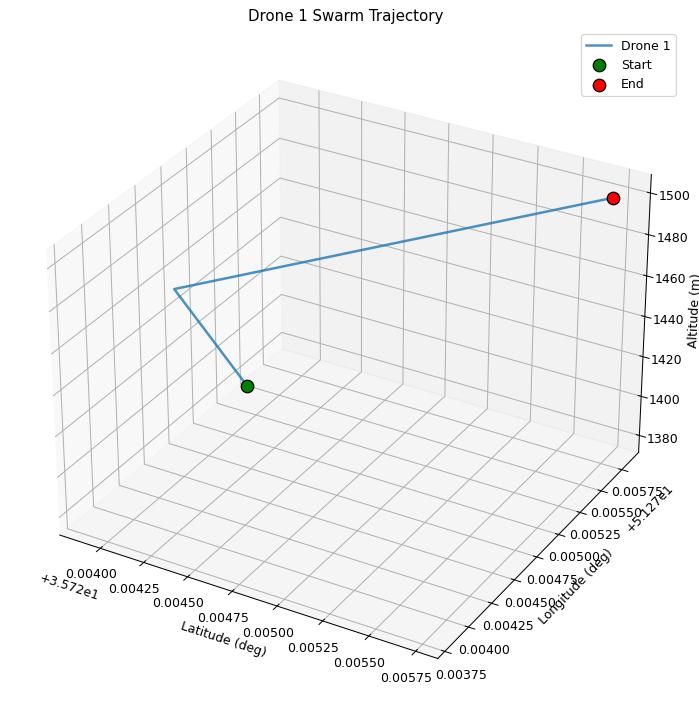 Drone 1 Swarm Trajectory
Drone 1
Start
End
1500
1480
1460
1440
1420
1400
1380
Altitude (m)
0.00575
0.00550
0.00525
0.00500
0.00475
0.00450
0.00425
0.00400
0.00375
+5.127e1
Longitude (deg)
0.00400
0.00425
0.00450
0.00475
0.00500
0.00525
0.00550
0.00575
+3.572e1
Latitude (deg)